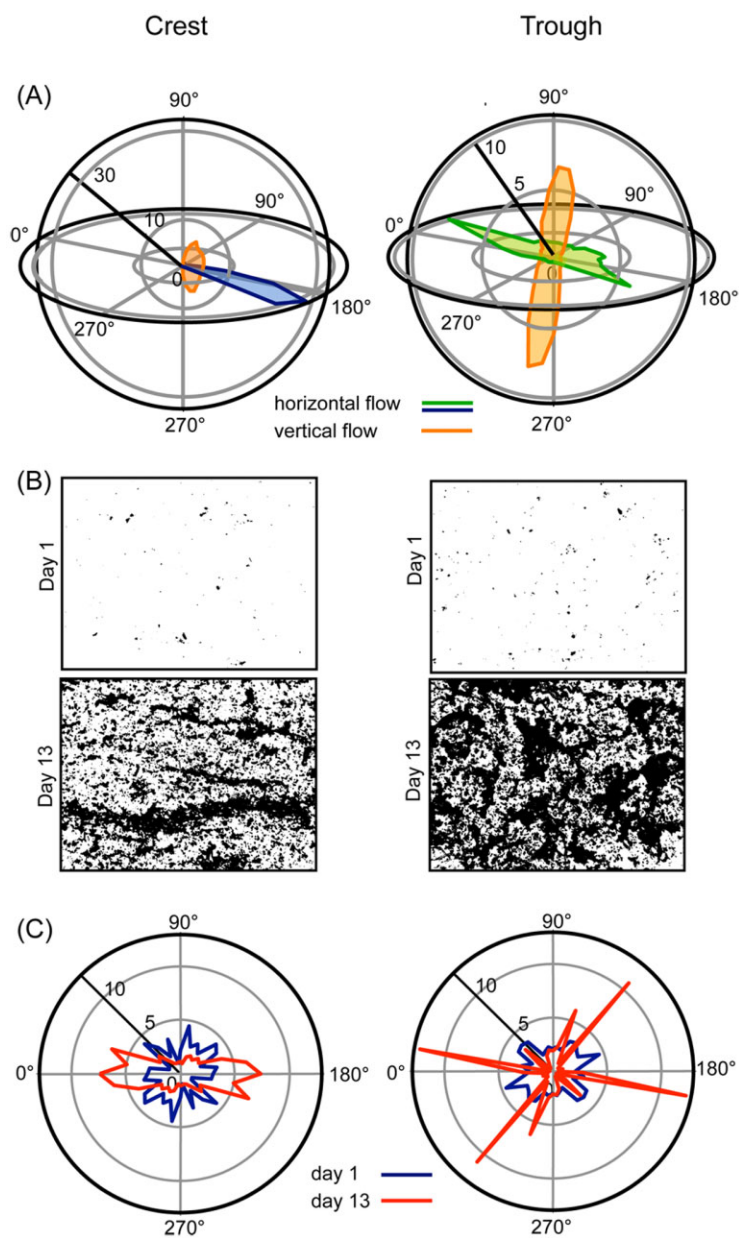 Crest Trough
(A)
90° 90°
30 10
10 90° 5 90°
0° 0°
0 0
180° 180°
270° 270°
270° 270°
horizontal flow
vertical flow
(B)
Day 1 Day 1
Day 13 Day 13
(C)
90° 90°
10 10
5 5
0° 0 180° 0° 0 180°
day 1
day 13
270° 270°